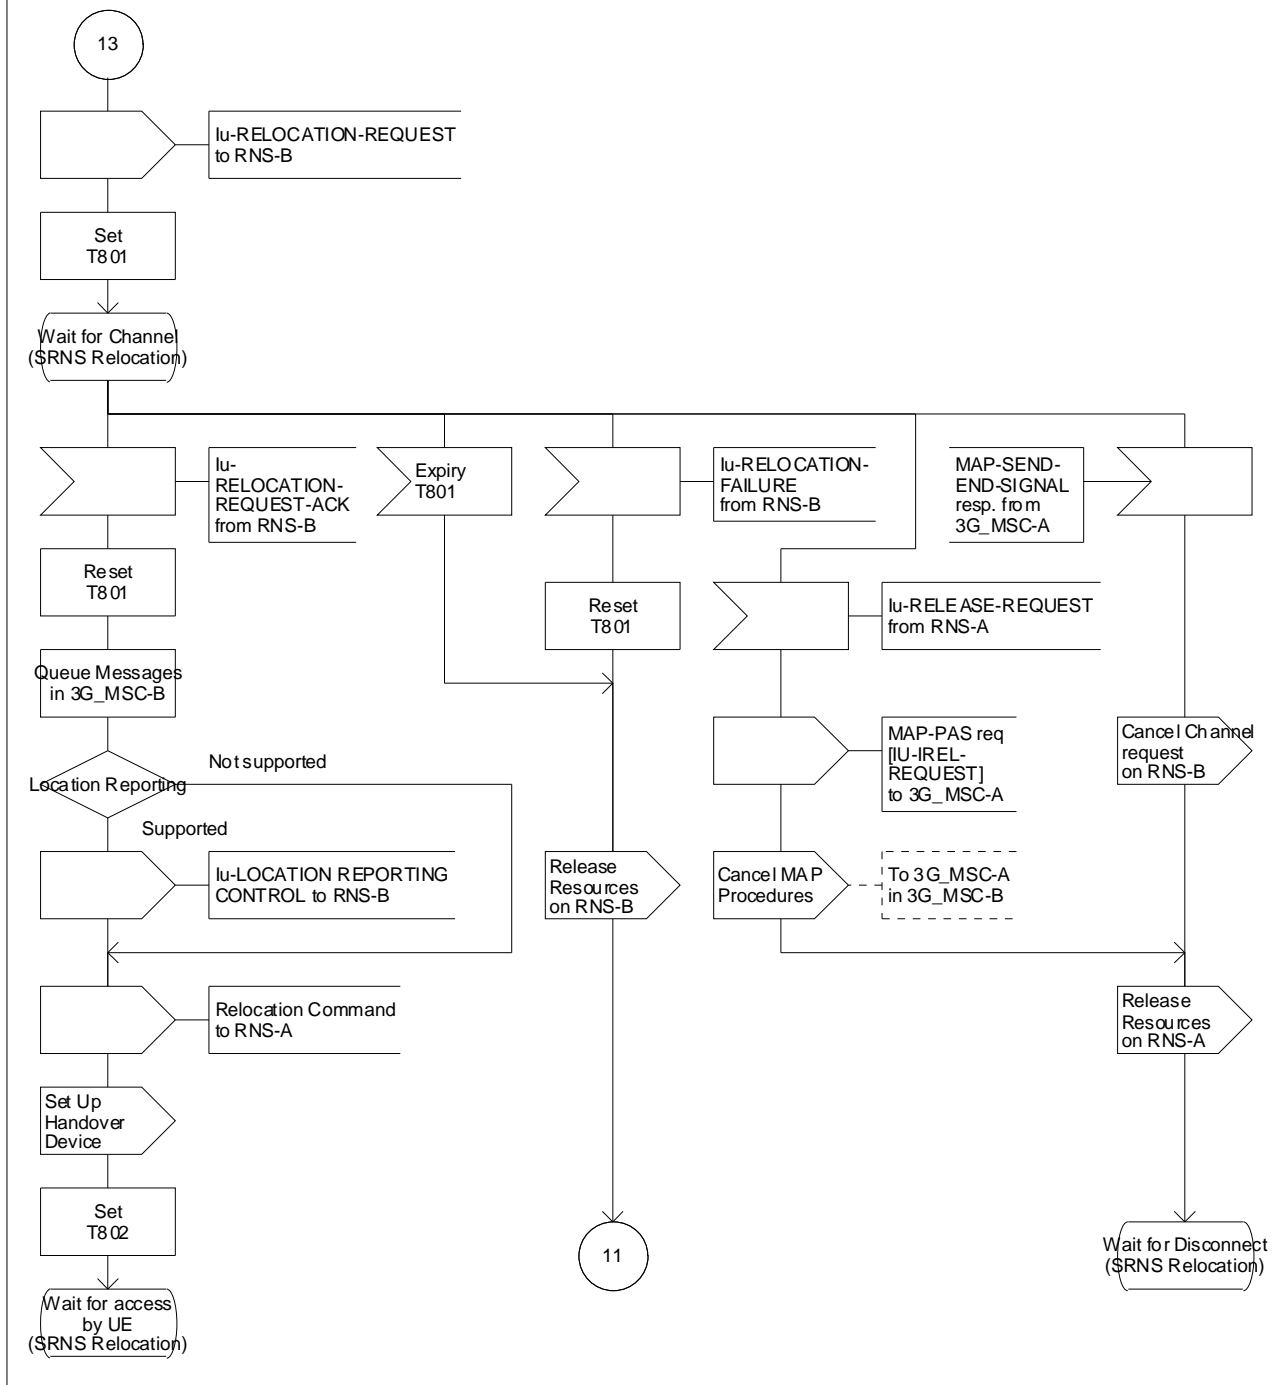 13
Iu-RELOCATION-REQUEST
to RNS-B
Set
T801
Wait for Channel
(SRNS Relocation)
Iu-
RELOCATION-
REQUEST-ACK
from RNS-B
Expiry
T801
Iu-RELOCATION-
FAILURE
from RNS-B
MAP-SEND-
END-SIGNAL
resp. from
3G_MSC-A
Reset
T801
Reset
T801
Iu-RELEASE-REQUEST
from RNS-A
Queue Messages
in 3G_MSC-B
MAP-PAS req
[IU-IREL-
REQUEST]
to 3G_MSC-A
Cancel Channel
request
on RNS-B
Location Reporting
Not supported
Supported
Iu-LOCATION REPORTING
CONTROL to RNS-B
Release
Resources
on RNS-B
Cancel MAP
Procedures
To 3G_MSC-A
in 3G_MSC-B
Relocation Command
to RNS-A
Release
Resources
on RNS-A
Set Up
Handover
Device
Set
T802
11
Wait for Disconnect
(SRNS Relocation)
Wait for access
by UE
(SRNS Relocation)